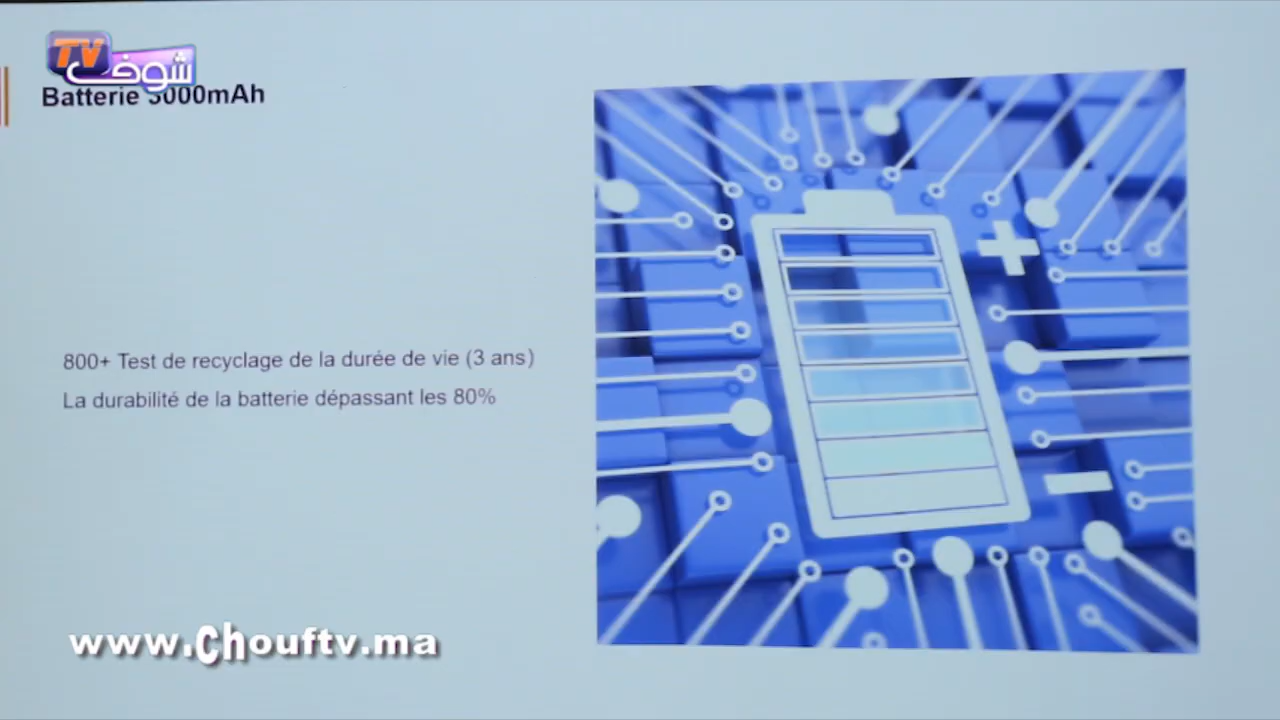 TV
شوف
Batterie 5000mAh
800+ Test de recyclage de la durée de vie (3 ans)
La durabilité de la batterie dépassant les 80%
www.Chouftv.ma